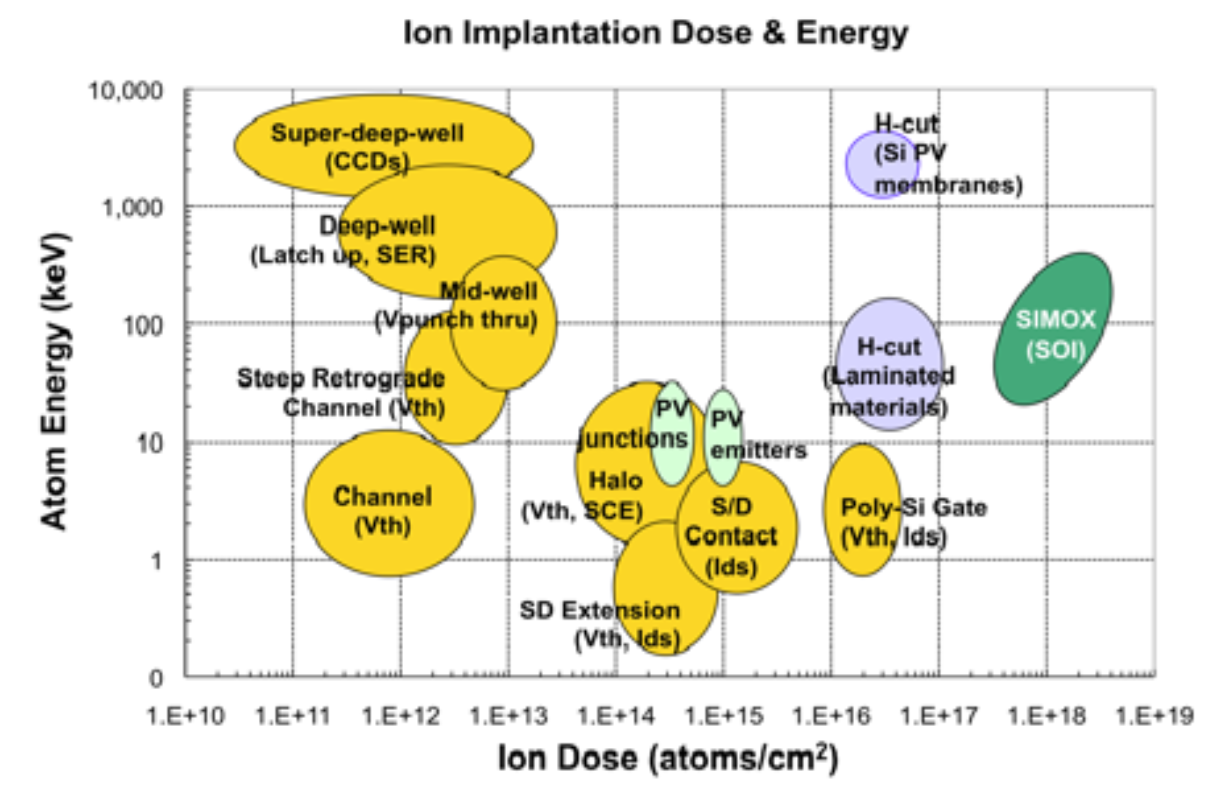 Ion Implantation Dose & Energy
Atom Energy (keV)
10,000
1,000
100
10
1
0
Super-deep-well
(CCDs)
Deep-well
(Latch up, SER)
Mid-well
(Vpunch thru)
Steep Retrograde
Channel (Vth)
Channel
(Vth)
PV
junctions
Halo
(Vth, SCE)
PV
emitters
S/D
Contact
(Ids)
SD Extension
(Vth, Ids)
H-cut
(Si PV
membranes)
H-cut
(Laminated
materials)
Poly-Si Gate
(Vth, Ids)
SIMOX
(SOI)
1.E+10 1.E+11 1.E+12 1.E+13 1.E+14 1.E+15 1.E+16 1.E+17 1.E+18 1.E+19
Ion Dose (atoms/cm²)